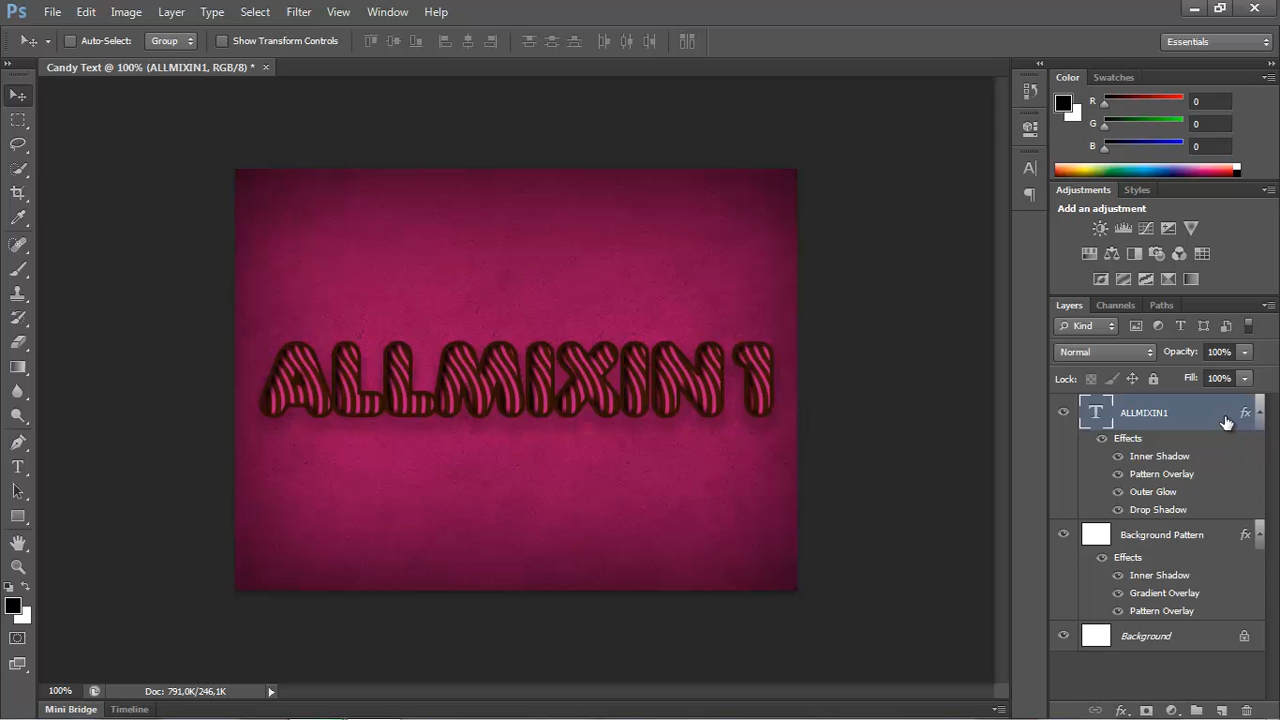 Ps File Edit Image Layer Type Select Filter View Window Help
Auto-Select: Group Show Transform Controls Essentials
Candy Text @ 100% (ALLMIXIN1, RGB/8) * ×
Color Swatches
R 0
G 0
B 0
Adjustments Styles
Add an adjustment
Layers Channels Paths
Kind
Normal Opacity: 100%
Lock: Fill: 100%
ALLMIXIN1 fx
Effects
Inner Shadow
Pattern Overlay
Outer Glow
Drop Shadow
Background Pattern fx
Effects
Inner Shadow
Gradient Overlay
Pattern Overlay
Background
ALLMIXIN1
100% Doc: 791,0K/246,1K
Mini Bridge Timeline